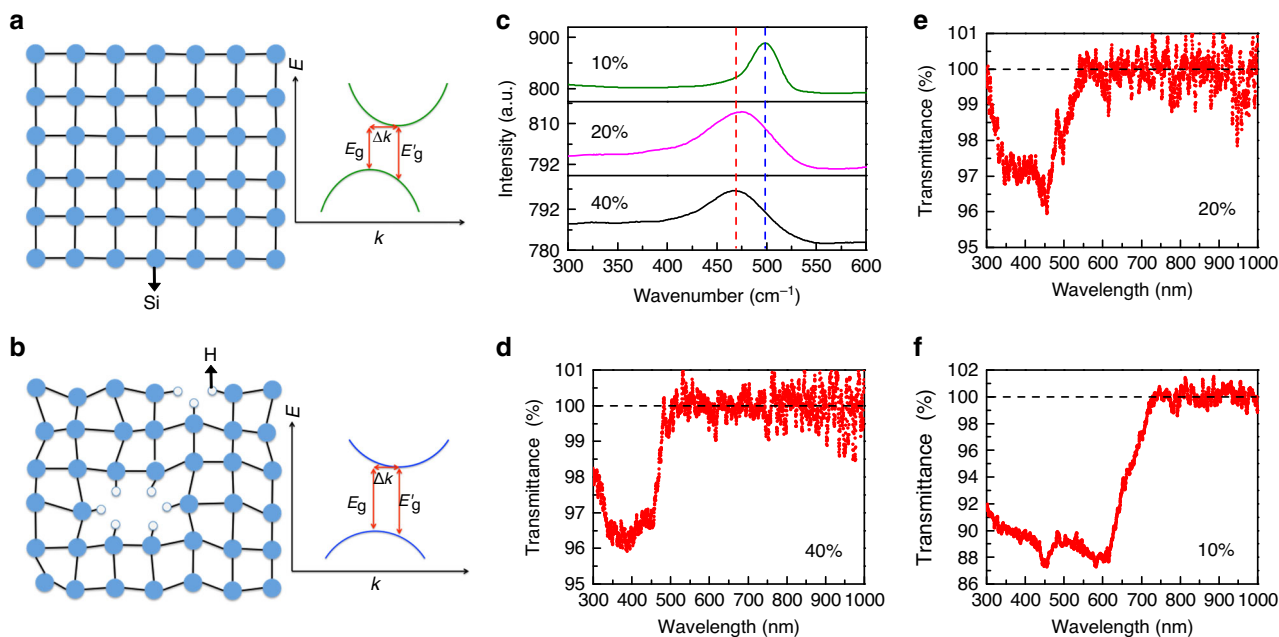 a
Si
E
k
Eg
Δk
E′g
b
H
E
k
Eg
Δk
E′g
c
Intensity (a.u.)
900
800
810
792
792
780
10%
20%
40%
300 350 400 450 500 550 600
Wavenumber (cm⁻¹)
d
Transmittance (%)
101
100
99
98
97
96
95
40%
300 400 500 600 700 800 900 1000
Wavelength (nm)
e
Transmittance (%)
101
100
99
98
97
96
95
20%
300 400 500 600 700 800 900 1000
Wavelength (nm)
f
Transmittance (%)
102
100
98
96
94
92
90
88
86
10%
300 400 500 600 700 800 900 1000
Wavelength (nm)